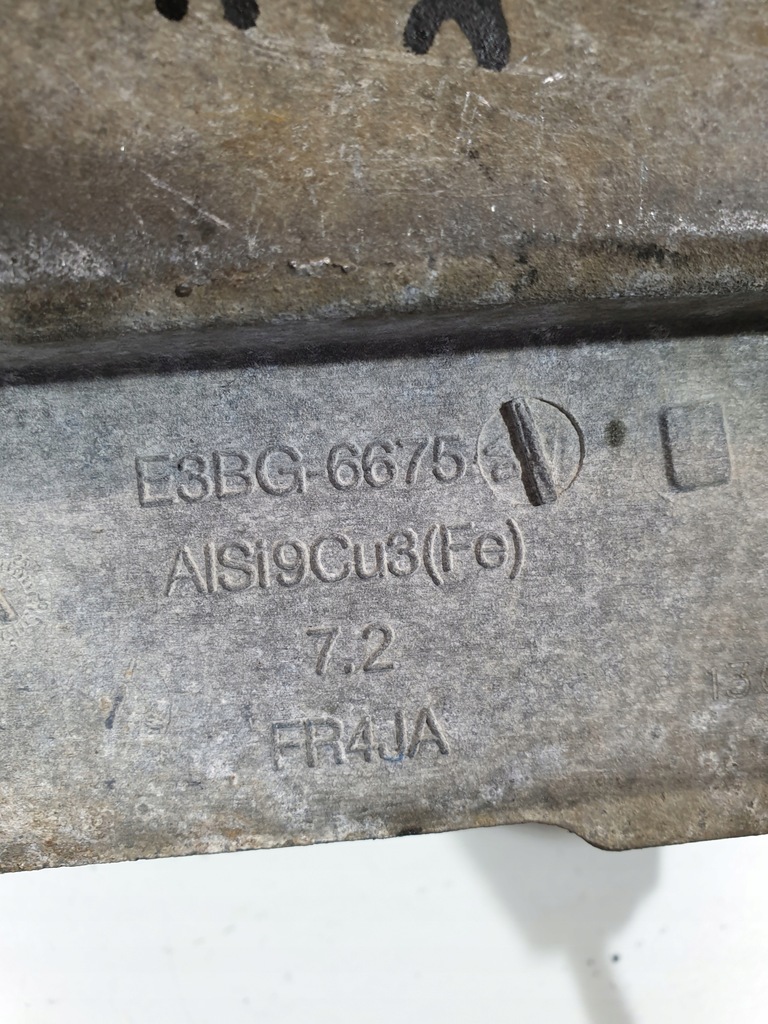 E3BG-6675
AlSi9Cu3(Fe)
7.2
FR4JA